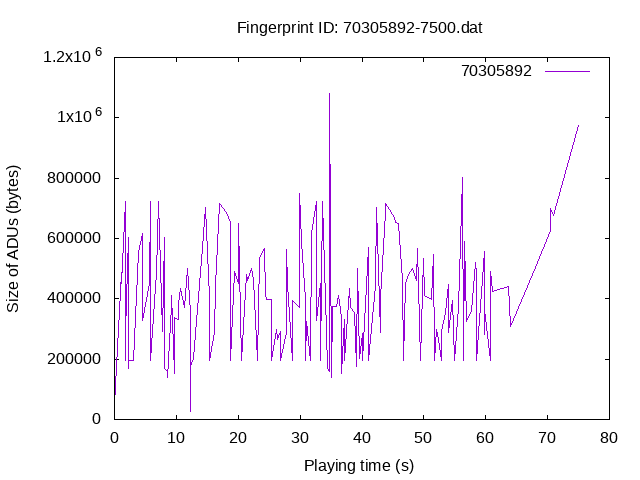 Fingerprint ID: 70305892-7500.dat
1.2x10^6
1x10^6
800000
600000
400000
200000
0
70305892
Size of ADUs (bytes)
0 10 20 30 40 50 60 70 80
Playing time (s)